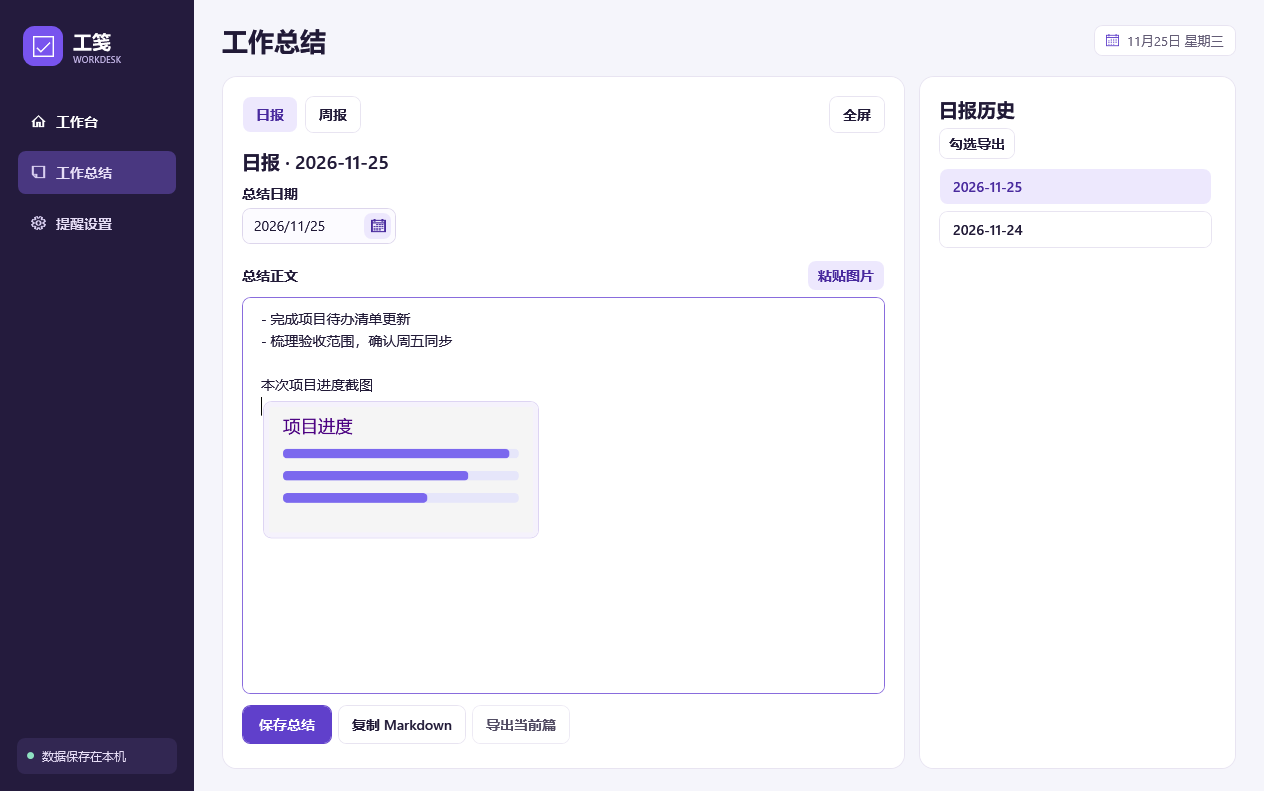 工笺
WORKDESK
工作台
工作总结
提醒设置
数据保存在本机
工作总结
11月25日 星期三
日报
周报
全屏
日报 · 2026-11-25
总结日期
2026/11/25
总结正文
粘贴图片
- 完成项目待办清单更新
- 梳理验收范围，确认周五同步
本次项目进度截图
项目进度
保存总结
复制 Markdown
导出当前篇
日报历史
勾选导出
2026-11-25
2026-11-24